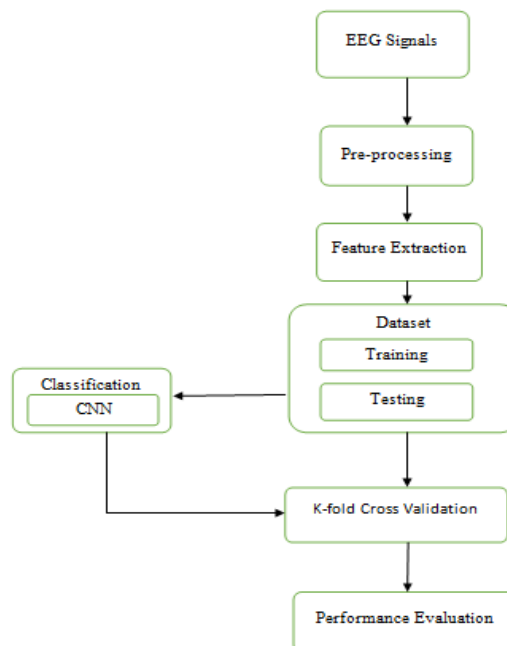 EEG Signals
Pre-processing
Feature Extraction
Dataset
Training
Testing
Classification
CNN
K-fold Cross Validation
Performance Evaluation